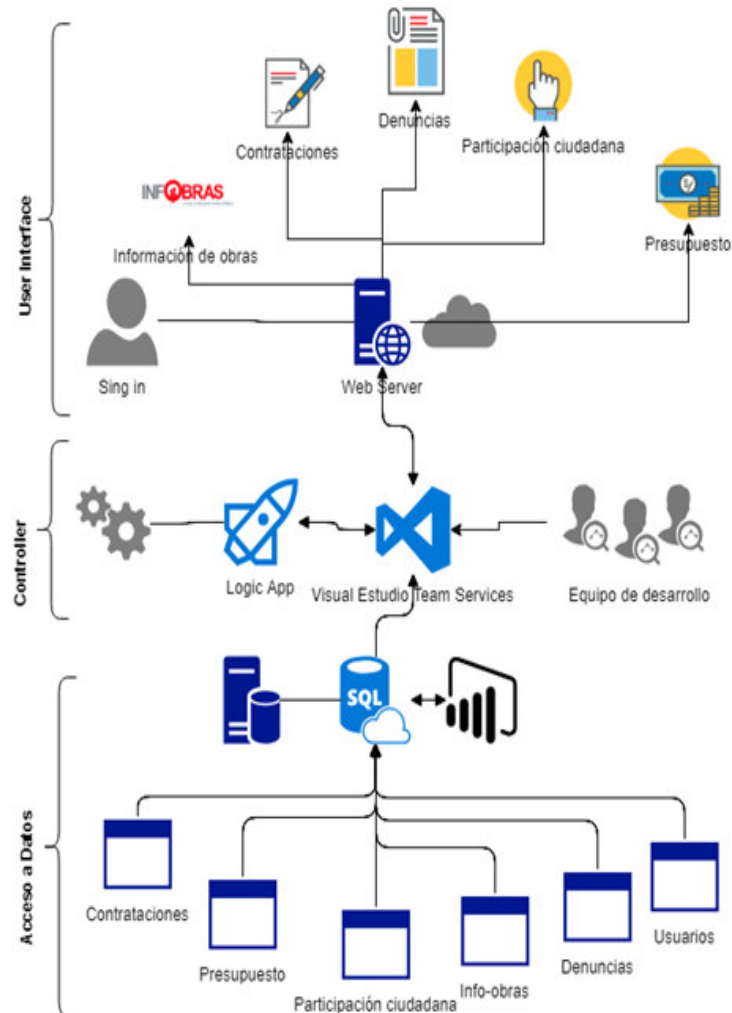 Denuncias
Contrataciones
Participación ciudadana
INFOBRAS
Información de obras
Presupuesto
User Interface
Sing in
Web Server
Controller
Logic App
Visual Estudio Team Services
Equipo de desarrollo
SQL
Acceso a Datos
Contrataciones
Presupuesto
Participación ciudadana
Info-obras
Denuncias
Usuarios